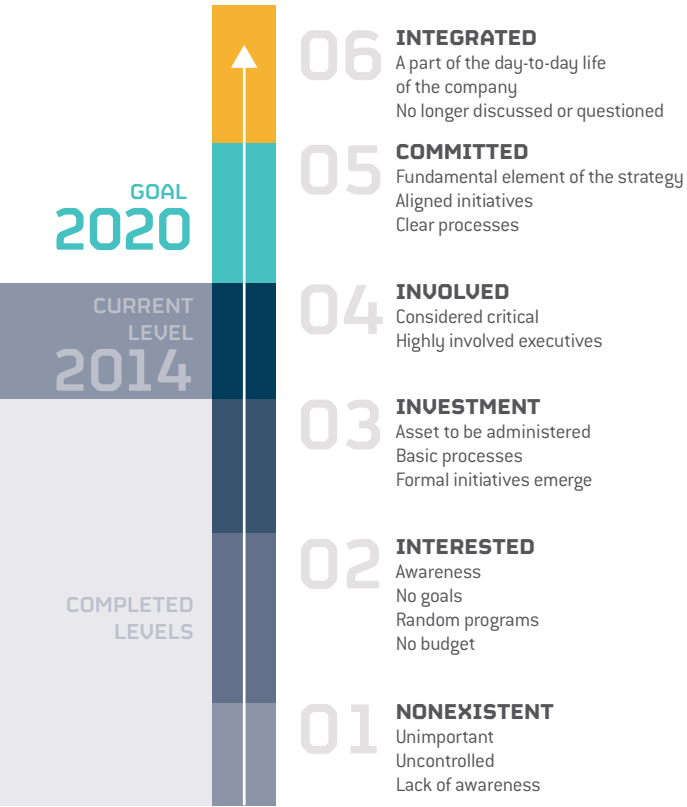 06
INTEGRATED
A part of the day-to-day life
of the company
No longer discussed or questioned
05
COMMITTED
Fundamental element of the strategy
Aligned initiatives
Clear processes
GOAL
2020
04
INVOLVED
Considered critical
Highly involved executives
CURRENT
LEVEL
2014
03
INVESTMENT
Asset to be administered
Basic processes
Formal initiatives emerge
02
INTERESTED
Awareness
No goals
Random programs
No budget
COMPLETED
LEVELS
01
NONEXISTENT
Unimportant
Uncontrolled
Lack of awareness